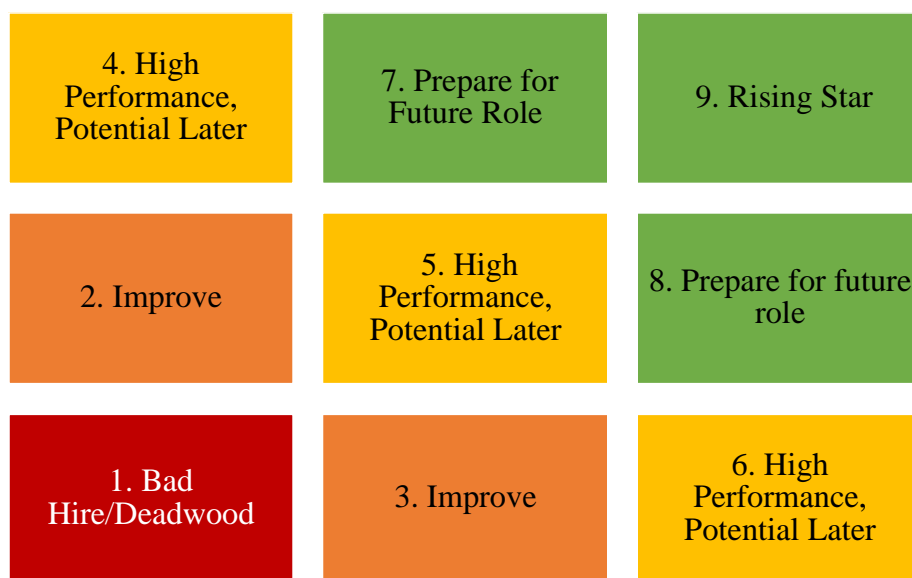 4. High
Performance,
Potential Later
7. Prepare for
Future Role
9. Rising Star
2. Improve
5. High
Performance,
Potential Later
8. Prepare for future
role
1. Bad
Hire/Deadwood
3. Improve
6. High
Performance,
Potential Later